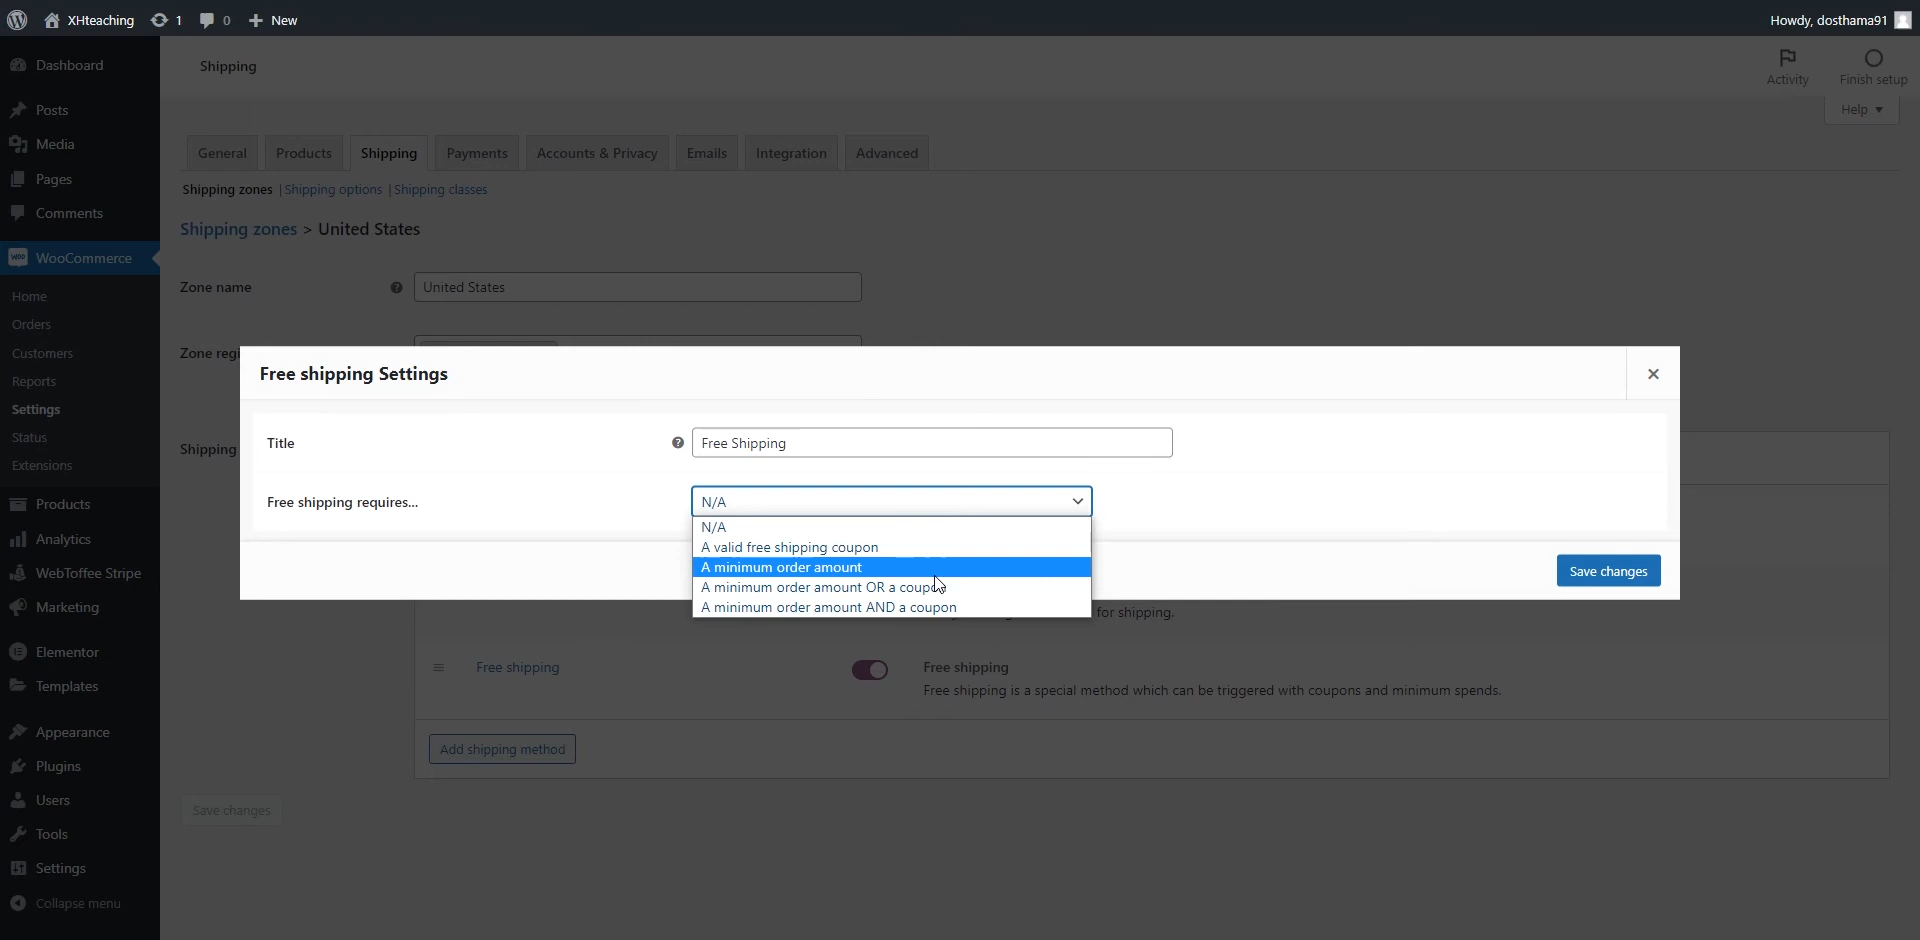 XHteaching 1 0 New Howdy, dosthama91
Dashboard
Posts
Media
Pages
Comments
WooCommerce
Home
Orders
Customers
Reports
Settings
Status
Extensions
Products
Analytics
WebToffee Stripe
Marketing
Elementor
Templates
Appearance
Plugins
Users
Tools
Settings
Collapse menu
Shipping
Activity
Finish setup
Help
General Products Shipping Payments Accounts & Privacy Emails Integration Advanced
Shipping zones | Shipping options | Shipping classes
Shipping zones > United States
Zone name United States
Zone regi
Shipping
Free shipping Settings
Title Free Shipping
Free shipping requires... N/A
N/A
A valid free shipping coupon
A minimum order amount
A minimum order amount OR a coupon
A minimum order amount AND a coupon
Save changes
for shipping.
Free shipping Free shipping
Free shipping is a special method which can be triggered with coupons and minimum spends.
Add shipping method
Save changes